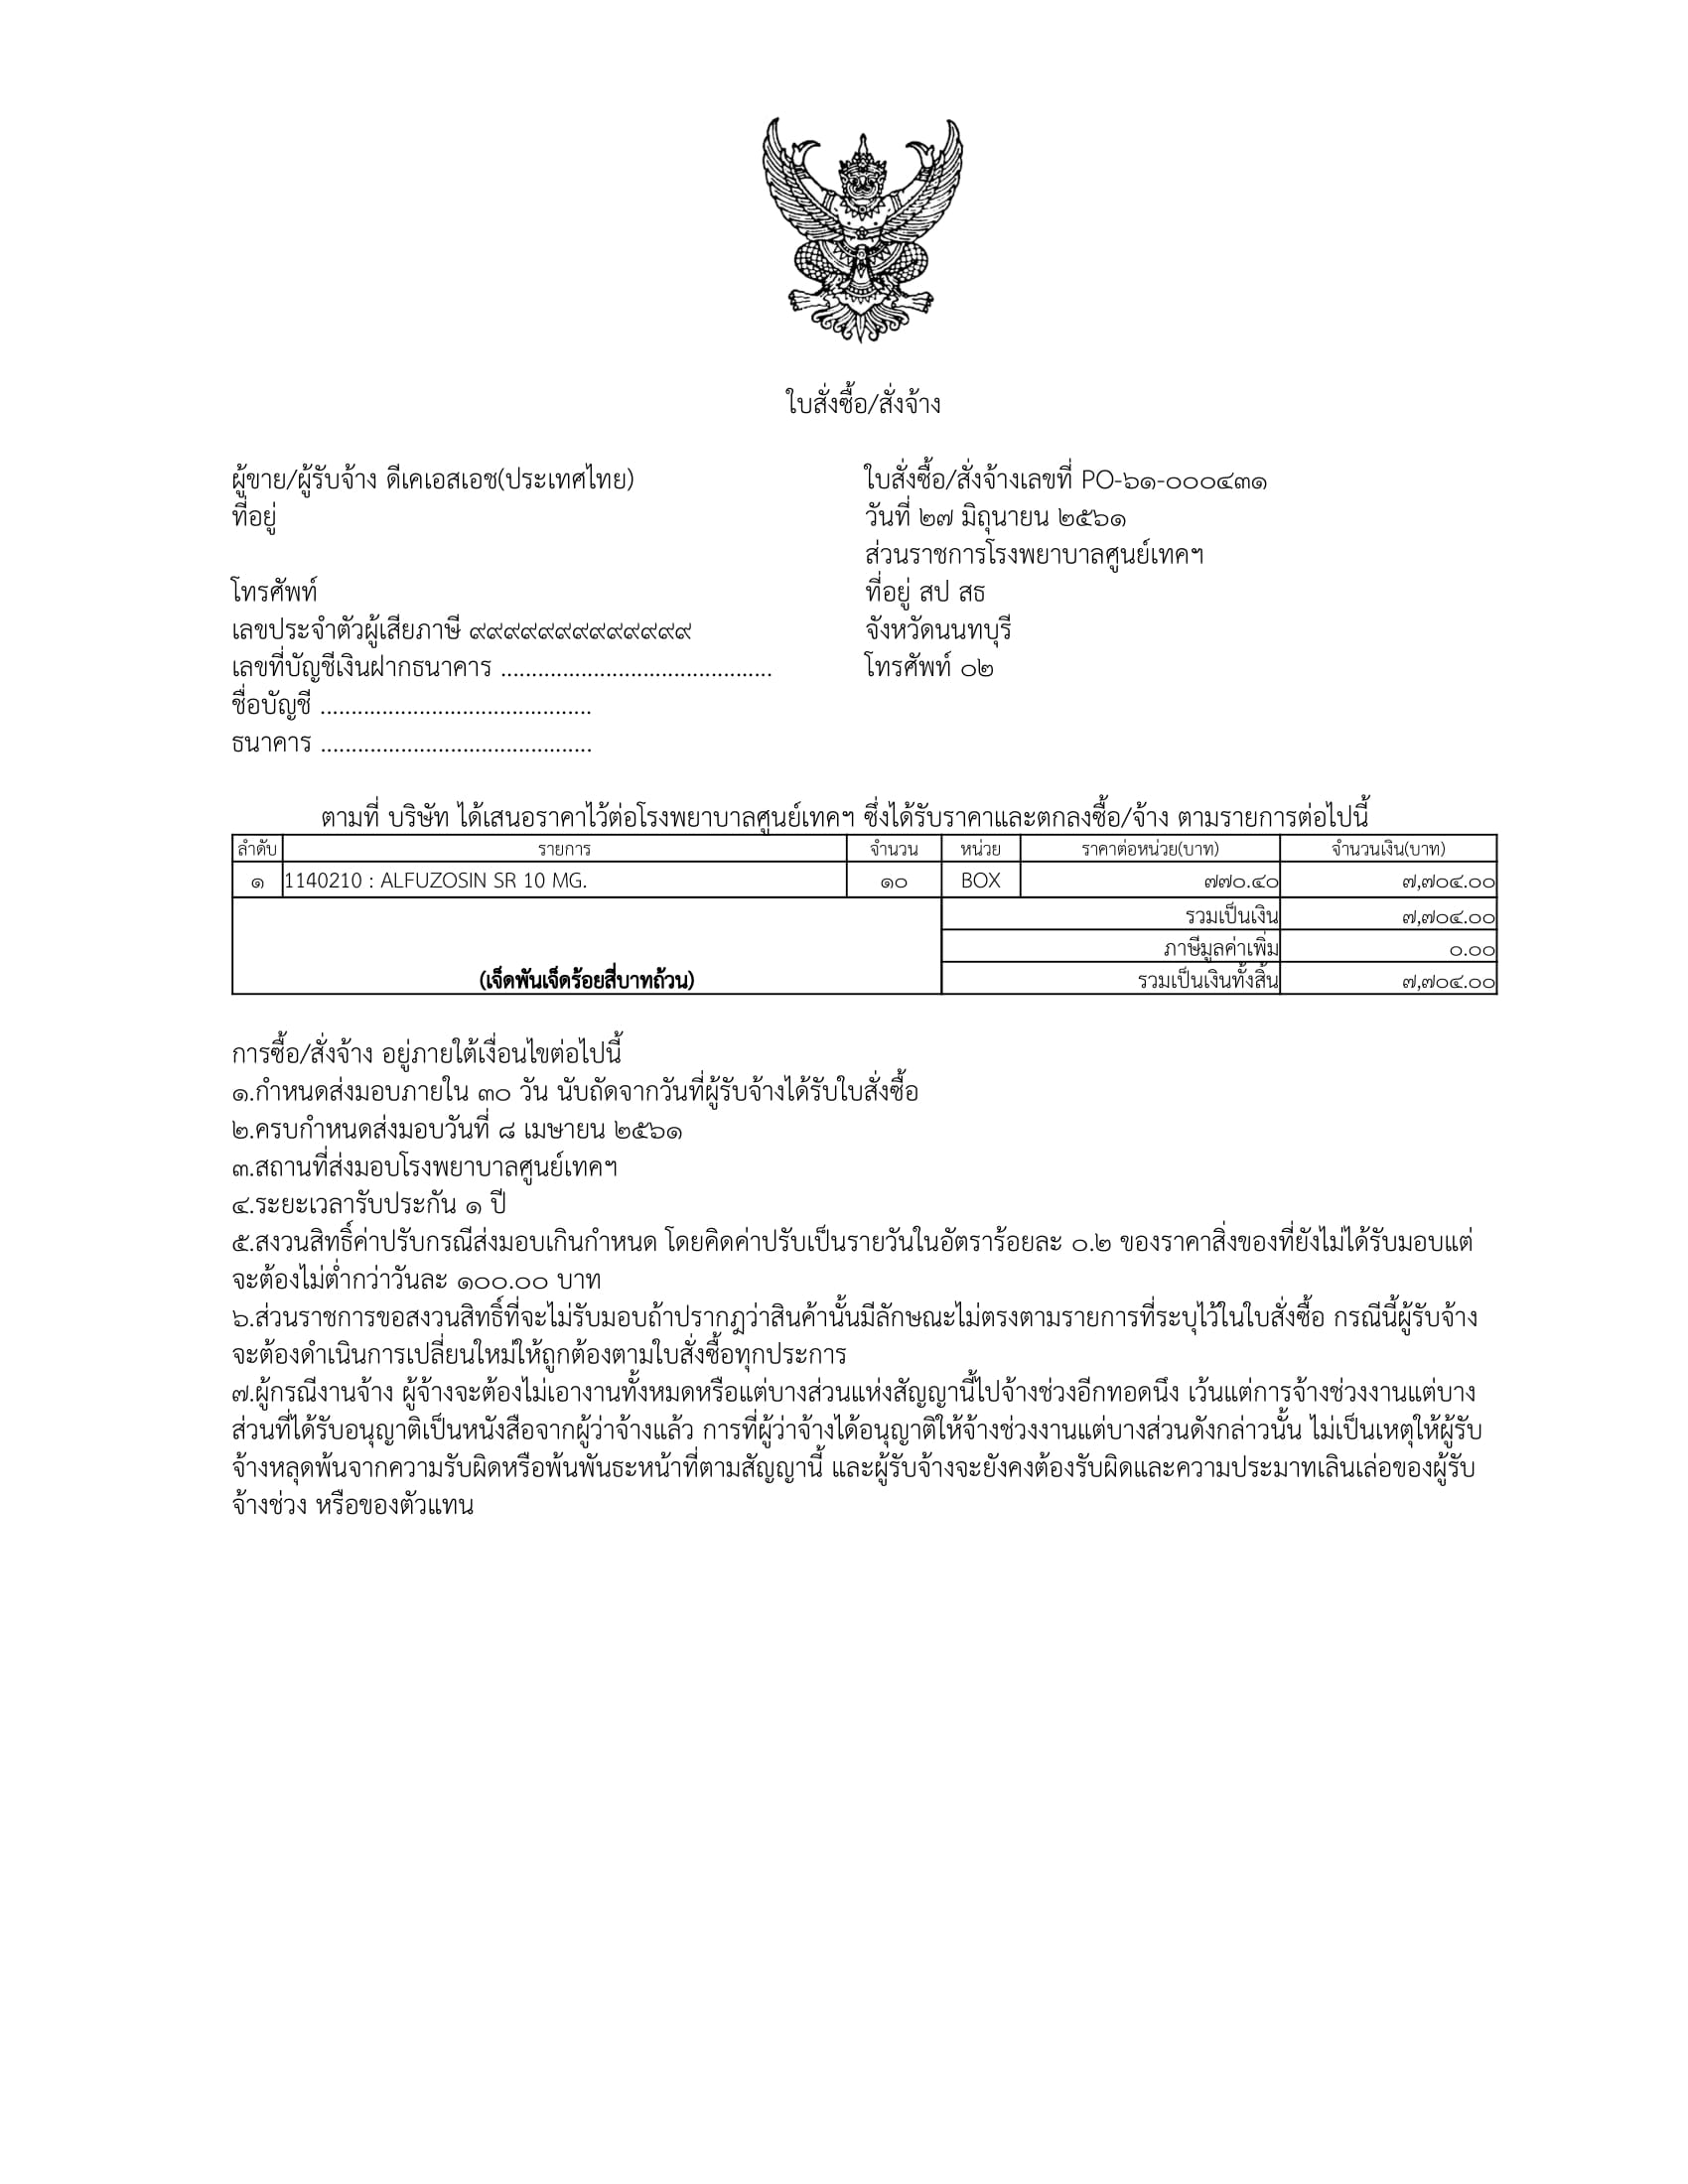 ใบสั่งซื้อ/สั่งจ้าง
ผู้ขาย/ผู้รับจ้าง ดีเคเอสเอช(ประเทศไทย)
ที่อยู่
โทรศัพท์
เลขประจำตัวผู้เสียภาษี ๙๙๙๙๙๙๙๙๙๙๙๙๙
เลขที่บัญชีเงินฝากธนาคาร ............................................
ชื่อบัญชี ............................................
ธนาคาร ............................................
ใบสั่งซื้อ/สั่งจ้างเลขที่ PO-๖๑-๐๐๐๔๓๑
วันที่ ๒๗ มิถุนายน ๒๕๖๑
ส่วนราชการโรงพยาบาลศูนย์เทคฯ
ที่อยู่ สป สธ
จังหวัดนนทบุรี
โทรศัพท์ ๐๒
ตามที่ บริษัท ได้เสนอราคาไว้ต่อโรงพยาบาลศูนย์เทคฯ ซึ่งได้รับราคาและตกลงซื้อ/จ้าง ตามรายการต่อไปนี้
ลำดับ รายการ จำนวน หน่วย ราคาต่อหน่วย(บาท) จำนวนเงิน(บาท)
๑ 1140210 : ALFUZOSIN SR 10 MG. ๑๐ BOX ๗๗๐.๔๐ ๗,๗๐๔.๐๐
รวมเป็นเงิน ๗,๗๐๔.๐๐
ภาษีมูลค่าเพิ่ม ๐.๐๐
(เจ็ดพันเจ็ดร้อยสี่บาทถ้วน) รวมเป็นเงินทั้งสิ้น ๗,๗๐๔.๐๐
การซื้อ/สั่งจ้าง อยู่ภายใต้เงื่อนไขต่อไปนี้
๑.กำหนดส่งมอบภายใน ๓๐ วัน นับถัดจากวันที่ผู้รับจ้างได้รับใบสั่งซื้อ
๒.ครบกำหนดส่งมอบวันที่ ๘ เมษายน ๒๕๖๑
๓.สถานที่ส่งมอบโรงพยาบาลศูนย์เทคฯ
๔.ระยะเวลารับประกัน ๑ ปี
๕.สงวนสิทธิ์ค่าปรับกรณีส่งมอบเกินกำหนด โดยคิดค่าปรับเป็นรายวันในอัตราร้อยละ ๐.๒ ของราคาสิ่งของที่ยังไม่ได้รับมอบแต่
จะต้องไม่ต่ำกว่าวันละ ๑๐๐.๐๐ บาท
๖.ส่วนราชการขอสงวนสิทธิ์ที่จะไม่รับมอบถ้าปรากฏว่าสินค้านั้นมีลักษณะไม่ตรงตามรายการที่ระบุไว้ในใบสั่งซื้อ กรณีนี้ผู้รับจ้าง
จะต้องดำเนินการเปลี่ยนใหม่ให้ถูกต้องตามใบสั่งซื้อทุกประการ
๗.ผู้กรณีงานจ้าง ผู้จ้างจะต้องไม่เอางานทั้งหมดหรือแต่บางส่วนแห่งสัญญานี้ไปจ้างช่วงอีกทอดนึง เว้นแต่การจ้างช่วงงานแต่บาง
ส่วนที่ได้รับอนุญาติเป็นหนังสือจากผู้ว่าจ้างแล้ว การที่ผู้ว่าจ้างได้อนุญาติให้จ้างช่วงงานแต่บางส่วนดังกล่าวนั้น ไม่เป็นเหตุให้ผู้รับ
จ้างหลุดพ้นจากความรับผิดหรือพ้นพันธะหน้าที่ตามสัญญานี้ และผู้รับจ้างจะยังคงต้องรับผิดและความประมาทเลินเล่อของผู้รับ
จ้างช่วง หรือของตัวแทน